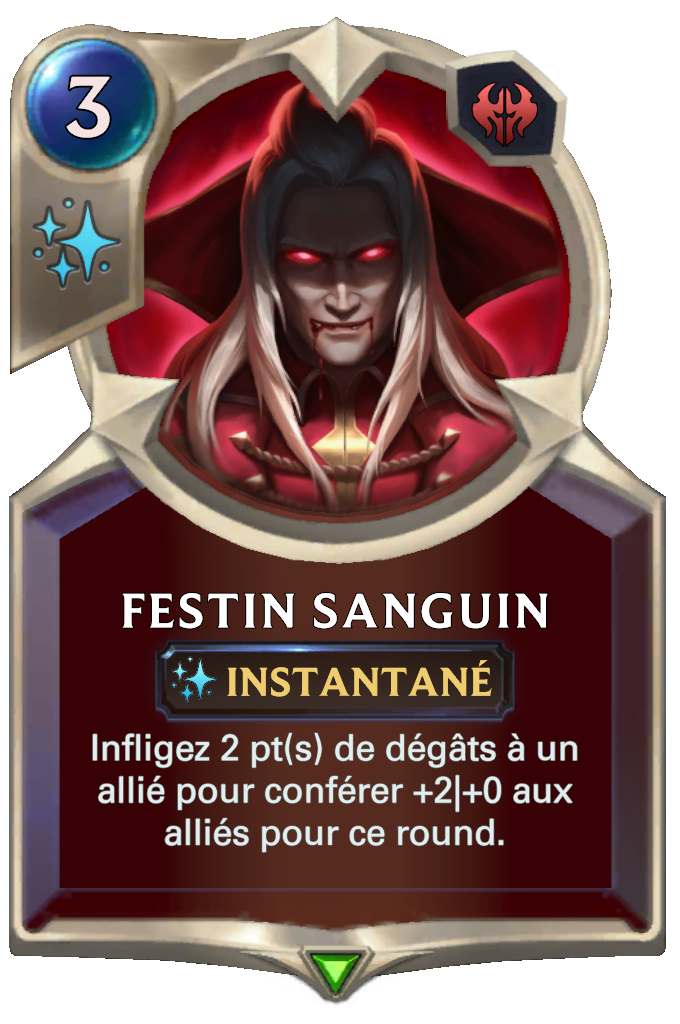 3
FESTIN SANGUIN
INSTANTANÉ
Infligez 2 pt(s) de dégâts à un
allié pour conférer +2|+0 aux
alliés pour ce round.